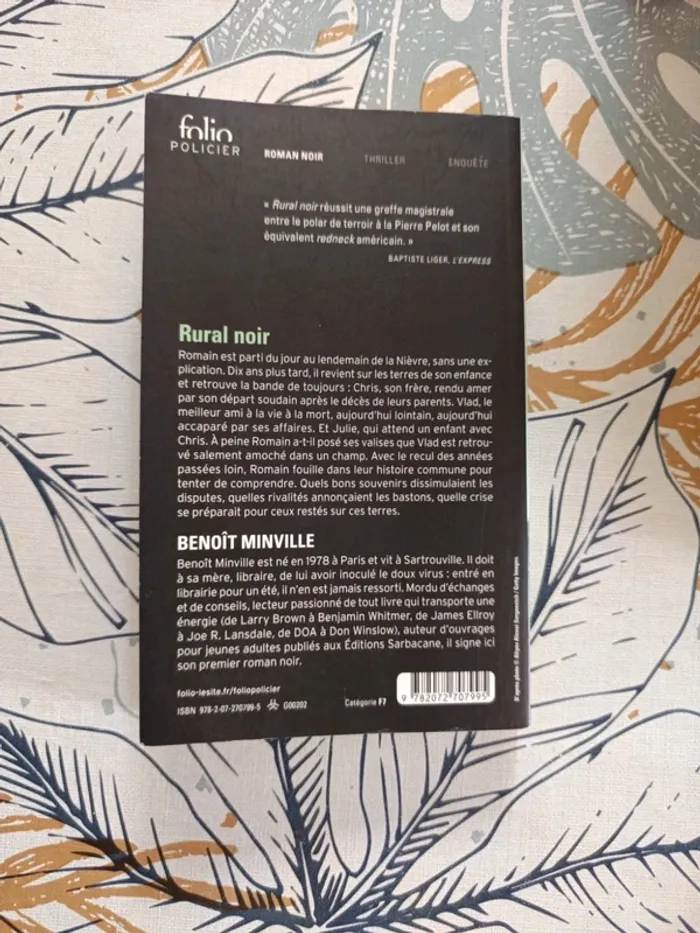 folio
POLICIER
ROMAN NOIR THRILLER ENQUÊTE
« Rural noir réussit une greffe magistrale
entre le polar de terroir à la Pierre Pelot et son
équivalent redneck américain. »
BAPTISTE LIGER, L'EXPRESS
Rural noir
Romain est parti du jour au lendemain de la Nièvre, sans une ex-
plication. Dix ans plus tard, il revient sur les terres de son enfance
et retrouve la bande de toujours : Chris, son frère, rendu amer
par son départ soudain après le décès de leurs parents. Vlad, le
meilleur ami à la vie à la mort, aujourd'hui lointain, aujourd'hui
accaparé par ses affaires. Et Julie, qui attend un enfant avec
Chris. À peine Romain a-t-il posé ses valises que Vlad est retrou-
vé salement amoché dans un champ. Avec le recul des années
passées loin, Romain fouille dans leur histoire commune pour
tenter de comprendre. Quels bons souvenirs dissimulaient les
disputes, quelles rivalités annonçaient les bastons, quelle crise
se préparait pour ceux restés sur ces terres.
BENOÎT MINVILLE
Benoît Minville est né en 1978 à Paris et vit à Sartrouville. Il doit
à sa mère, libraire, de lui avoir inoculé le doux virus : entré en
librairie pour un été, il n'en est jamais ressorti. Mordu d'échanges
et de conseils, lecteur passionné de tout livre qui transporte une
énergie (de Larry Brown à Benjamin Whitmer, de James Ellroy
à Joe R. Lansdale, de DOA à Don Winslow), auteur d'ouvrages
pour jeunes adultes publiés aux Éditions Sarbacane, il signe ici
son premier roman noir.
folio-lesite.fr/foliopolicier
ISBN 978-2-07-270799-5 G00202 Catégorie F7
9 782072 707995
D'après photo © / Getty Images.